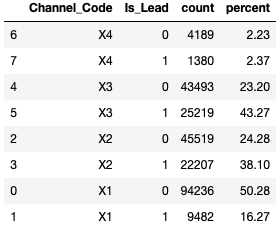 Channel_Code Is_Lead count percent
6 X4 0 4189 2.23
7 X4 1 1380 2.37
4 X3 0 43493 23.20
5 X3 1 25219 43.27
2 X2 0 45519 24.28
3 X2 1 22207 38.10
0 X1 0 94236 50.28
1 X1 1 9482 16.27